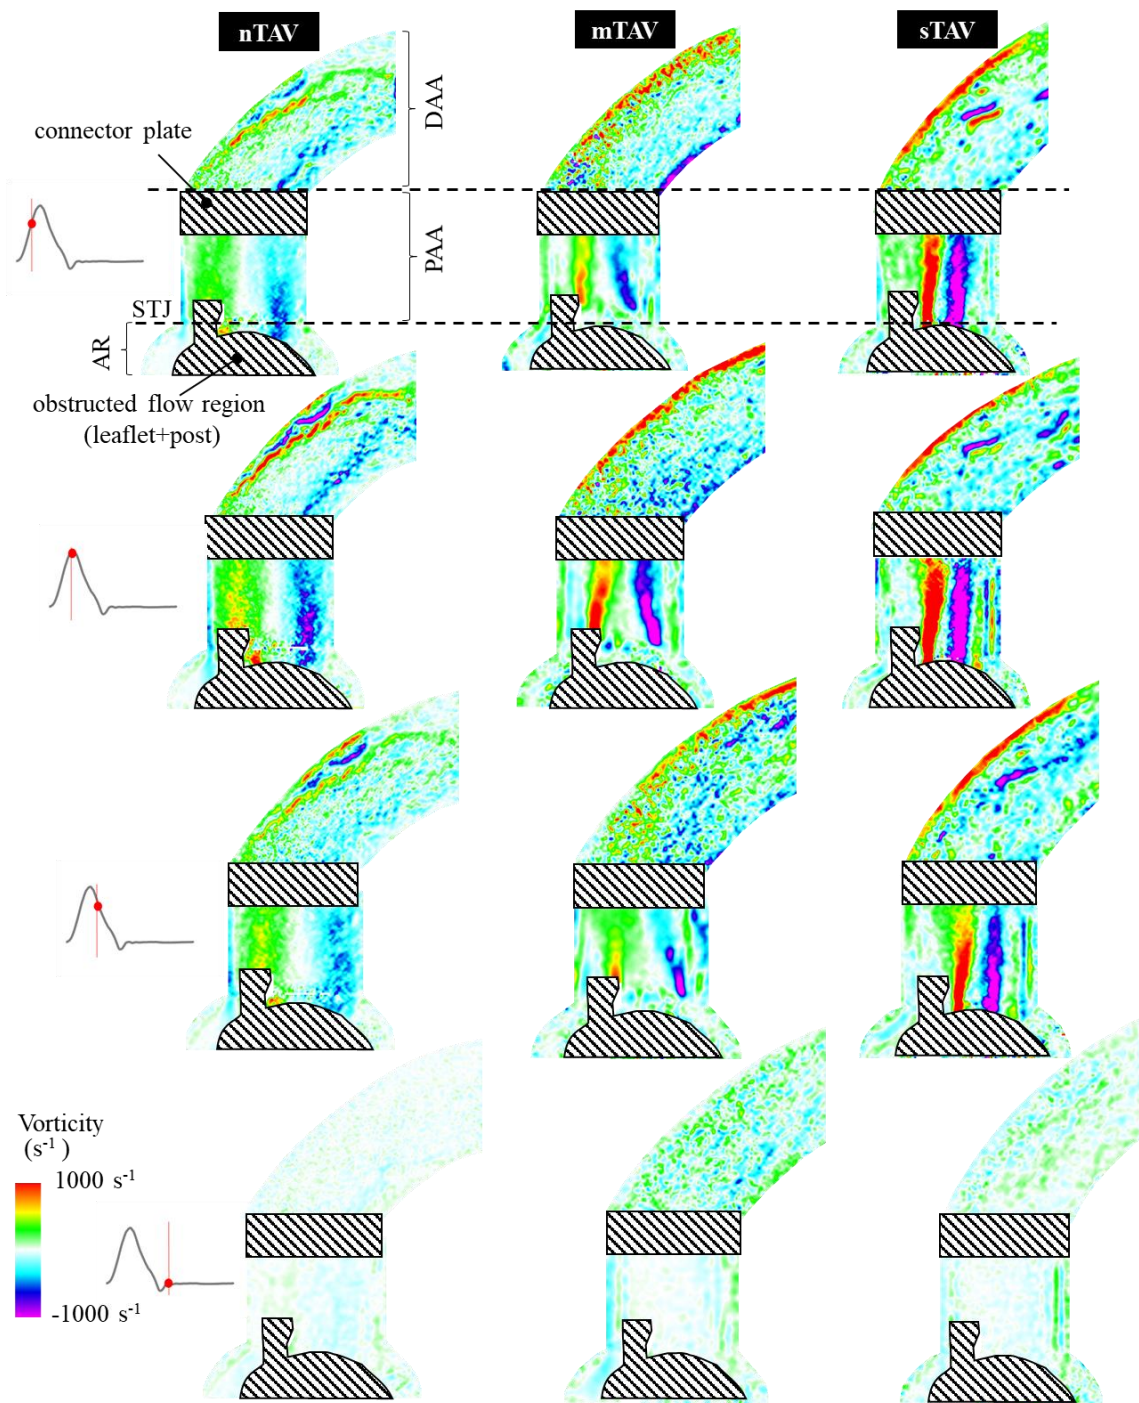 nTAV
mTAV
sTAV
connector plate
DAA
PAA
STJ
AR
obstructed flow region
(leaflet+post)
Vorticity
(s⁻¹ )
1000 s⁻¹
-1000 s⁻¹